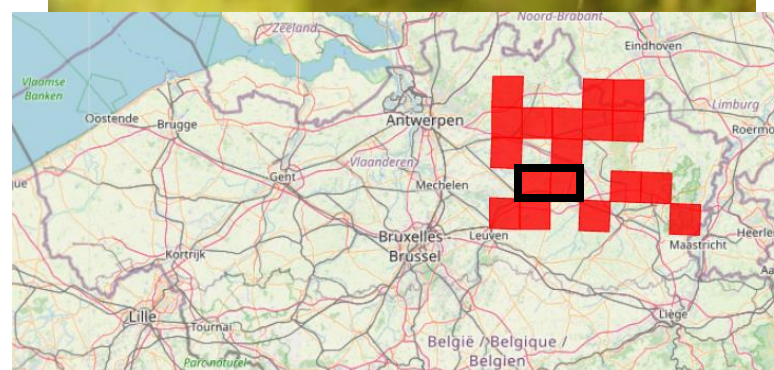 Noord-Brabant
Zeeland
Eindhoven
Vlaamse
Banken
Limburg
Oostende
Brugge
Antwerpen
Roermo
Vlaanderen
Gent
Mechelen
que
Leuven
Bruxelles -
Brussel
Maastricht
Heerle
Kortrijk
Aa
Lille
Tournai
Liège
België / Belgique /
Belgien
Parc naturel